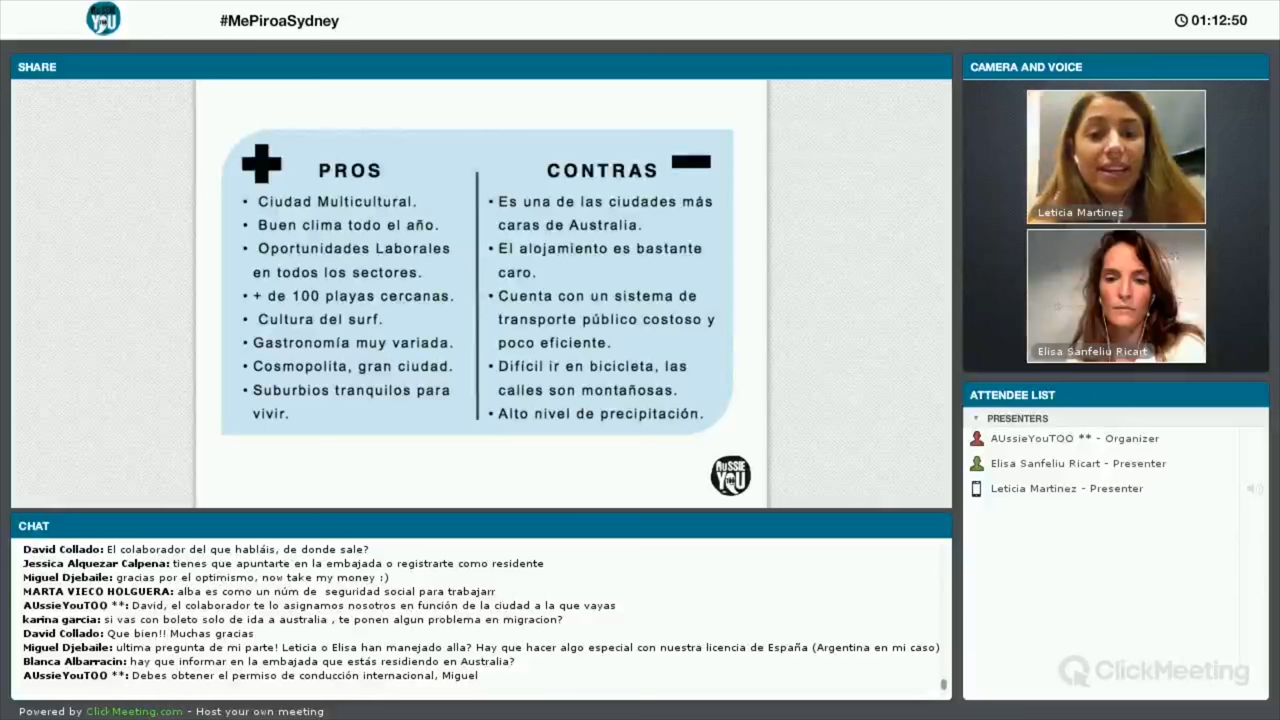 YOU
#MePiroaSydney
01:12:50
SHARE
CAMERA AND VOICE
PROS
• Ciudad Multicultural.
• Buen clima todo el año.
• Oportunidades Laborales
en todos los sectores.
• + de 100 playas cercanas.
• Cultura del surf.
• Gastronomía muy variada.
• Cosmopolita, gran ciudad.
• Suburbios tranquilos para
vivir.
CONTRAS
• Es una de las ciudades más
caras de Australia.
• El alojamiento es bastante
caro.
• Cuenta con un sistema de
transporte público costoso y
poco eficiente.
• Difícil ir en bicicleta, las
calles son montañosas.
• Alto nivel de precipitación.
AUSSIE
YOU
Leticia Martinez
Elisa Sanfeliu Ricart
ATTENDEE LIST
PRESENTERS
AUssieYouTOO ** - Organizer
Elisa Sanfeliu Ricart - Presenter
Leticia Martinez - Presenter
CHAT
David Collado: El colaborador del que habláis, de donde sale?
Jessica Alquezar Calpena: tienes que apuntarte en la embajada o registrarte como residente
Miguel Djebaile: gracias por el optimismo, now take my money :)
MARTA VIECO HOLGUERA: alba es como un núm de seguridad social para trabajarr
AUssieYouTOO **: David, el colaborador te lo asignamos nosotros en función de la ciudad a la que vayas
karina garcia: si vas con boleto solo de ida a australia , te ponen algun problema en migracion?
David Collado: Que bien!! Muchas gracias
Miguel Djebaile: ultima pregunta de mi parte! Leticia o Elisa han manejado alla? Hay que hacer algo especial con nuestra licencia de España (Argentina en mi caso)
Blanca Albarracin: hay que informar en la embajada que estás residiendo en Australia?
AUssieYouTOO **: Debes obtener el permiso de conducción internacional, Miguel
ClickMeeting
Powered by ClickMeeting.com - Host your own meeting